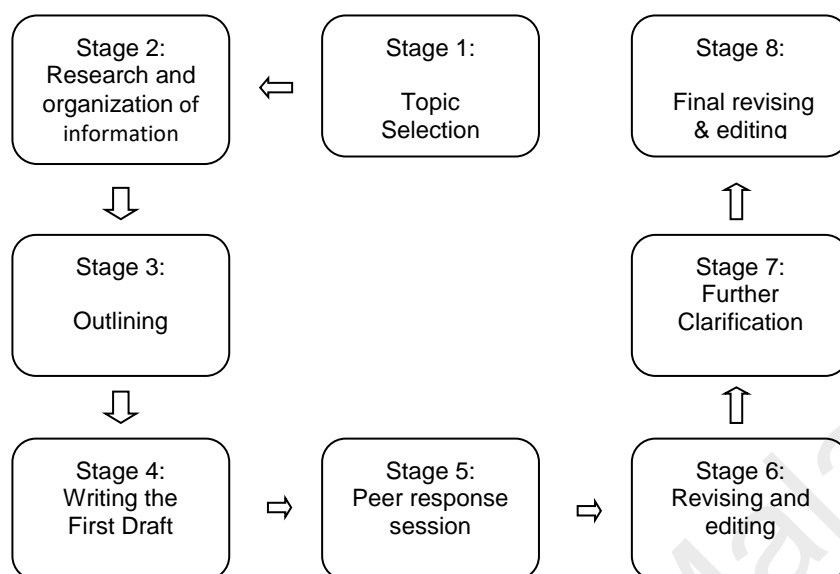 Stage 1:
Topic
Selection
Stage 2:
Research and
organization of
information
Stage 3:
Outlining
Stage 4:
Writing the
First Draft
Stage 5:
Peer response
session
Stage 6:
Revising and
editing
Stage 7:
Further
Clarification
Stage 8:
Final revising
& editing